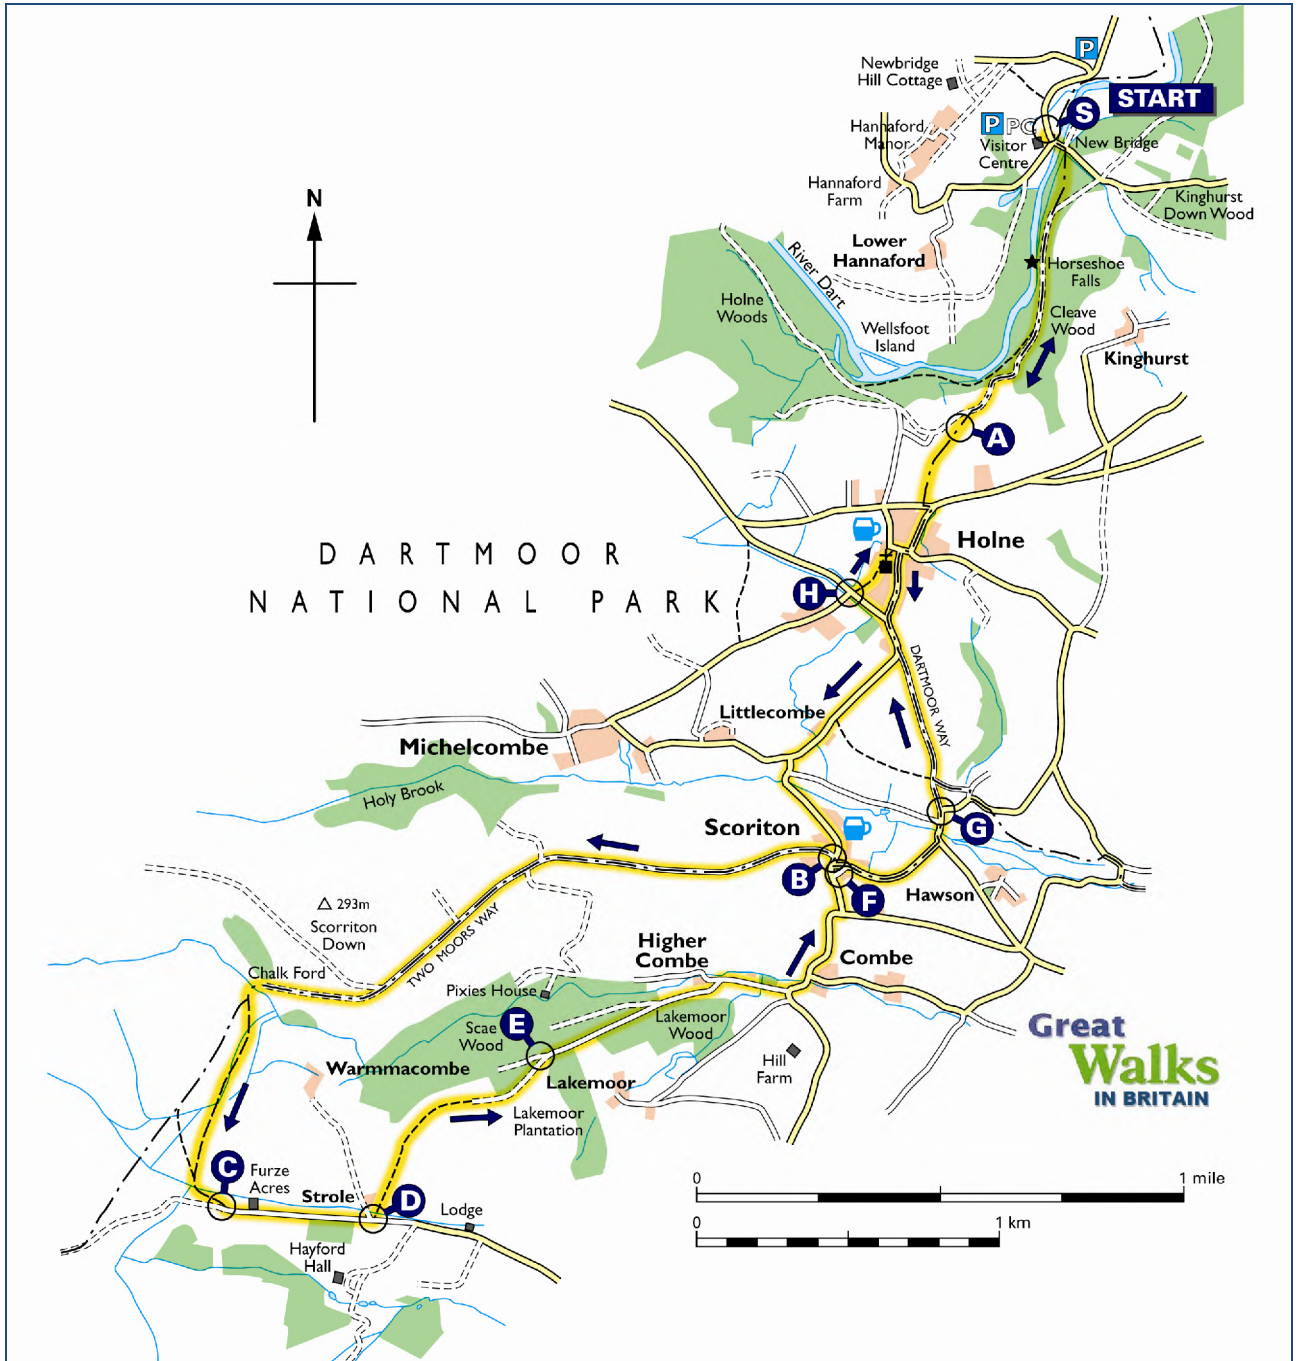 P
Newbridge
Hill Cottage
START
S
P PC
Hannaford
Manor
Visitor
Centre
New Bridge
Hannaford
Farm
Kinghurst
Down Wood
N
Lower
Hannaford
River Dart
Horseshoe
Falls
Holne
Woods
Wellsfoot
Island
Cleave
Wood
Kinghurst
A
DARTMOOR
NATIONAL PARK
Holne
H
DARTMOOR WAY
Littlecombe
Michelcombe
Holy Brook
Scoriton
G
B
F
Hawson
293m
Scorriton
Down
TWO MOORS WAY
Higher
Combe
Combe
Chalk Ford
Pixies House
Scae
Wood
E
Lakemoor
Wood
Great
Walks
IN BRITAIN
Warmmacombe
Lakemoor
Hill
Farm
Lakemoor
Plantation
C
Furze
Acres
Strole
D
Lodge
Hayford
Hall
0 1 mile
0 1 km